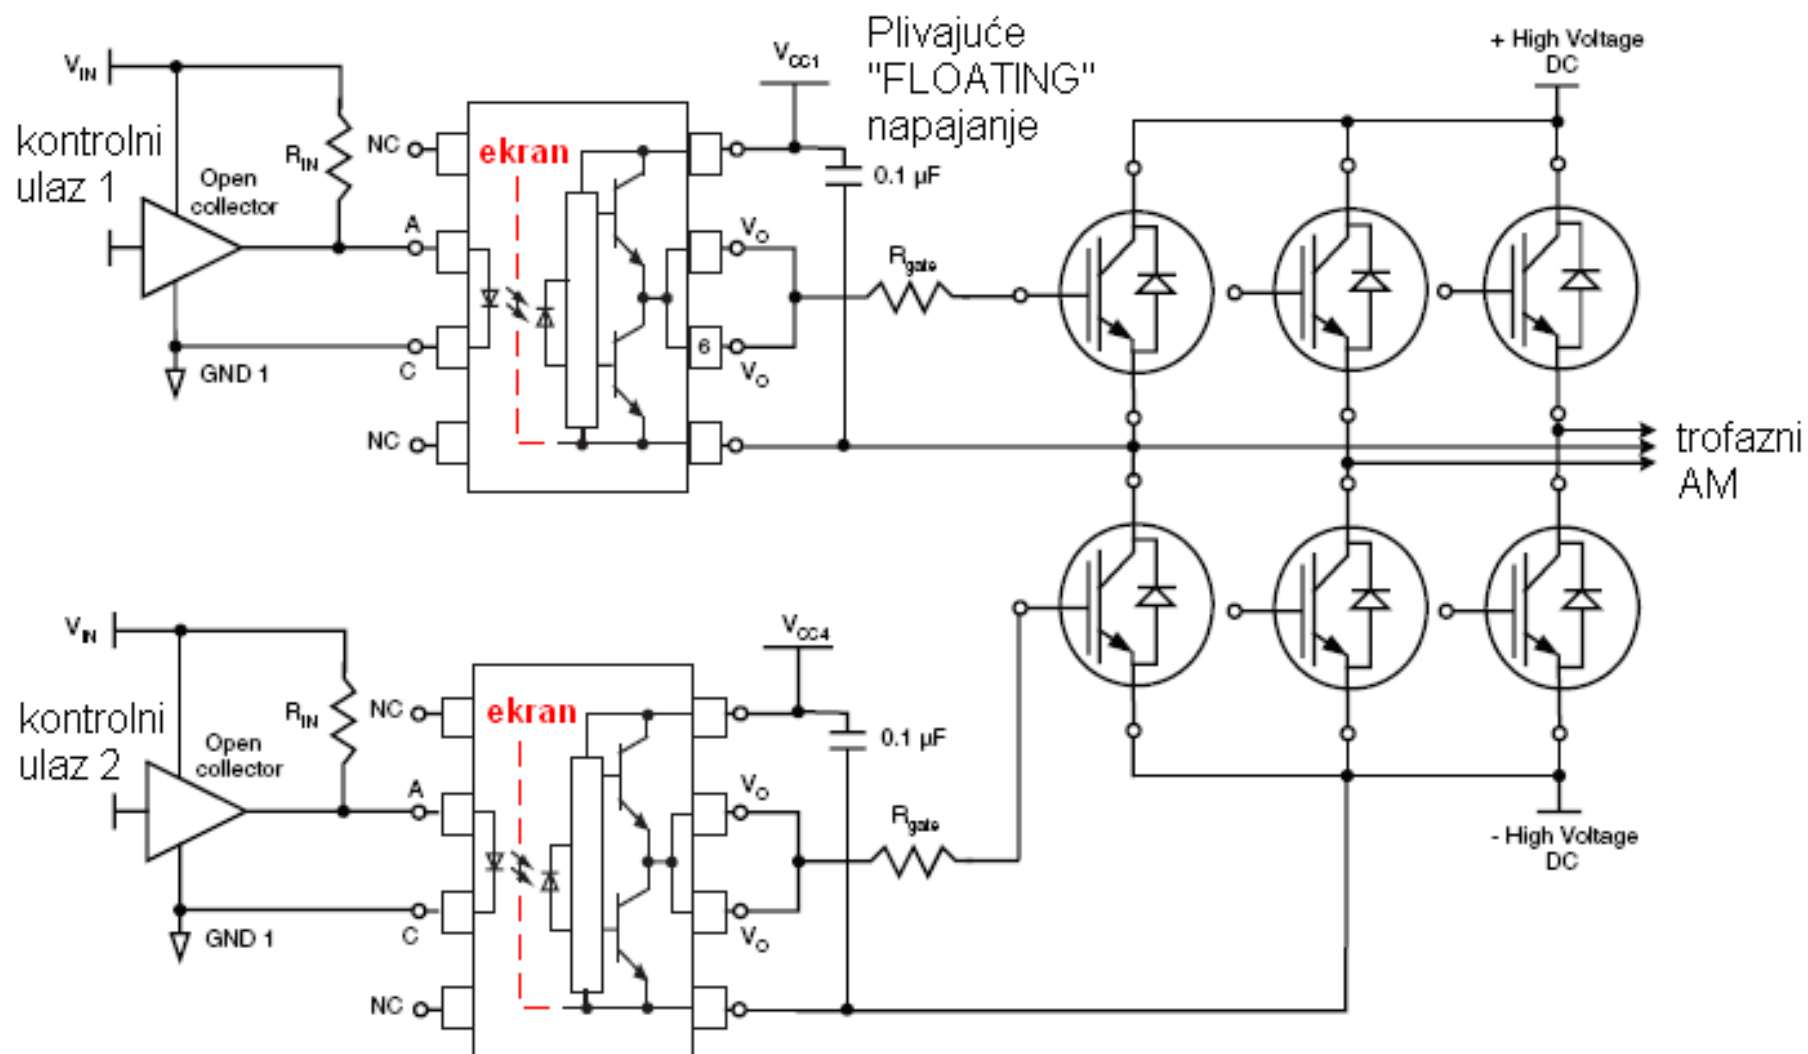 Plivajuće
"FLOATING"
napajanje
+ High Voltage
DC
V_CC1
V_IN
kontrolni
ulaz 1
R_IN
Open
collector
NC
ekran
0.1 µF
A
V_O
R_gate
6
C
V_O
GND 1
NC
trofazni
AM
V_IN
V_CC4
kontrolni
ulaz 2
R_IN
Open
collector
NC
ekran
0.1 µF
A
V_O
R_gate
- High Voltage
DC
C
V_O
GND 1
NC